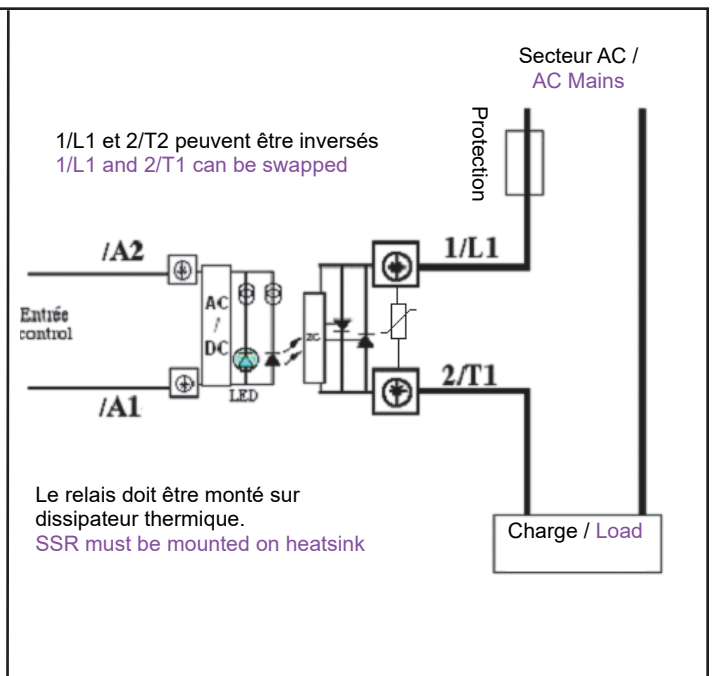 Secteur AC /
AC Mains
Protection
1/L1 et 2/T2 peuvent être inversés
1/L1 and 2/T1 can be swapped
/A2
1/L1
Entrée
control
AC
/
DC
ZC
LED
/A1
2/T1
Le relais doit être monté sur
dissipateur thermique.
SSR must be mounted on heatsink
Charge / Load